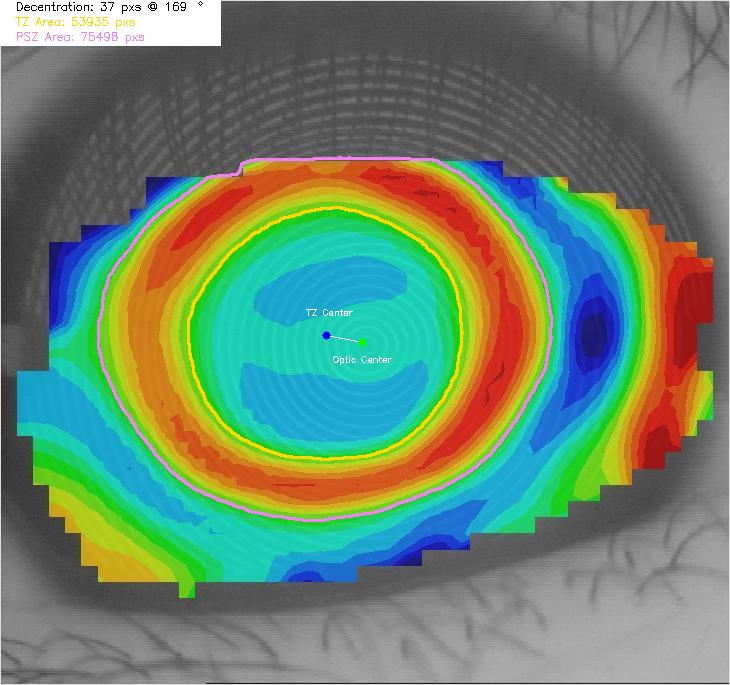 Decentration: 37 pxs @ 169 °
TZ Area: 53935 pxs
PSZ Area: 75498 pxs
TZ Center
Optic Center